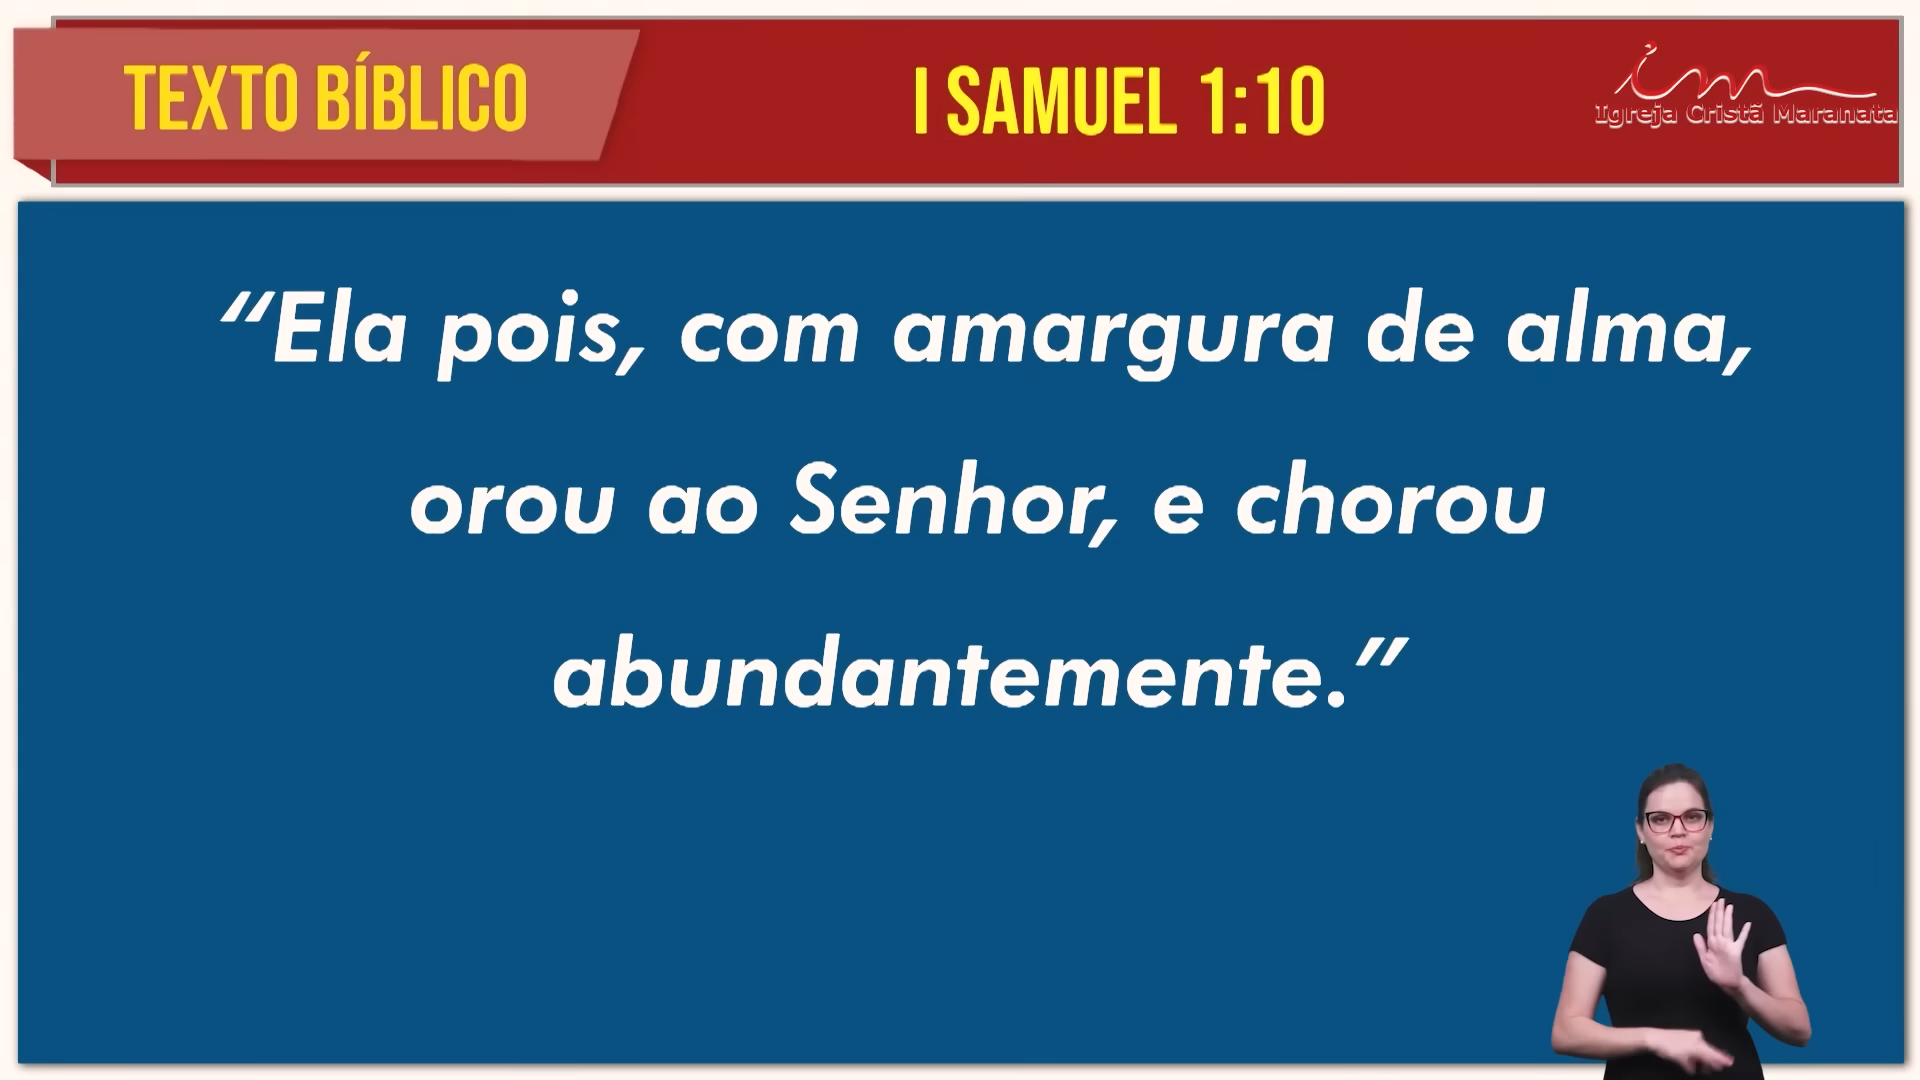 TEXTO BÍBLICO
I SAMUEL 1:10
im
Igreja Cristã Maranata
“Ela pois, com amargura de alma,
orou ao Senhor, e chorou
abundantemente.”